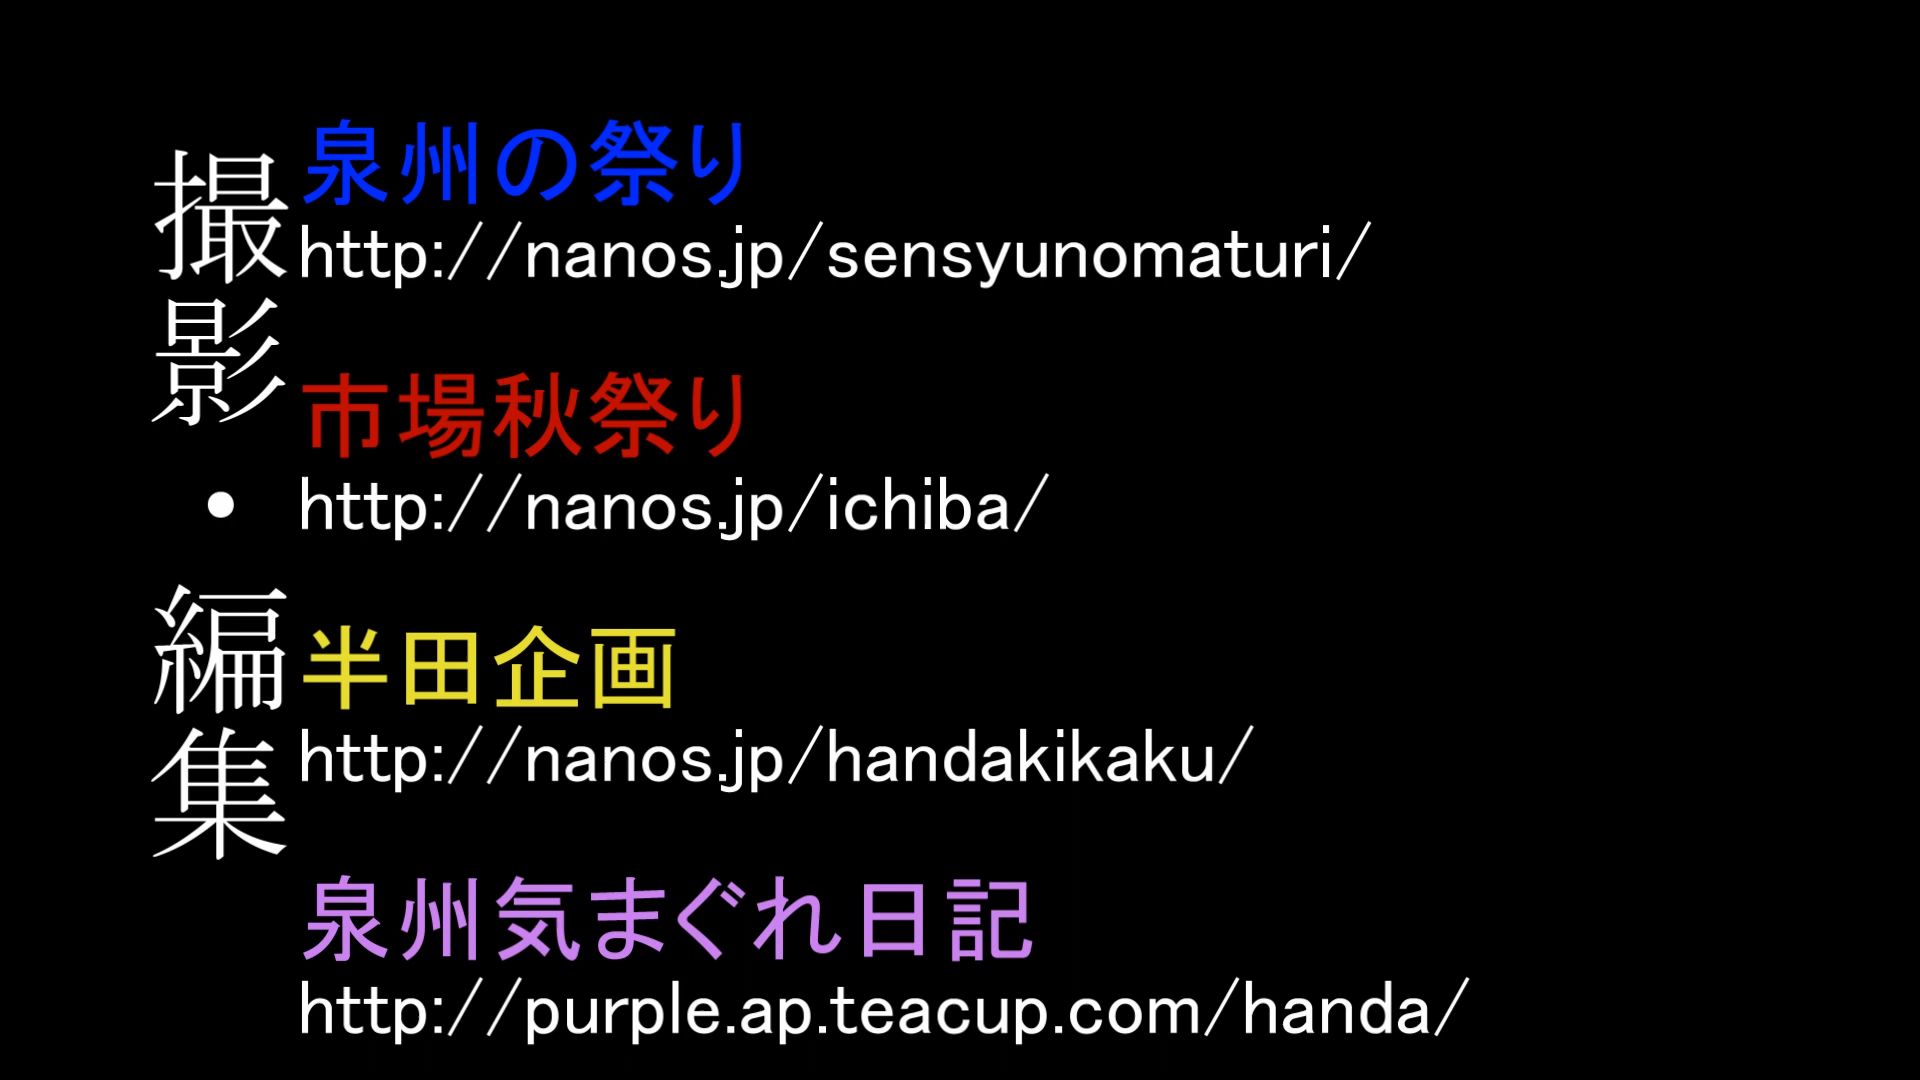 撮影・編集
泉州の祭り
http://nanos.jp/sensyunomaturi/
市場秋祭り
http://nanos.jp/ichiba/
半田企画
http://nanos.jp/handakikaku/
泉州気まぐれ日記
http://purple.ap.teacup.com/handa/